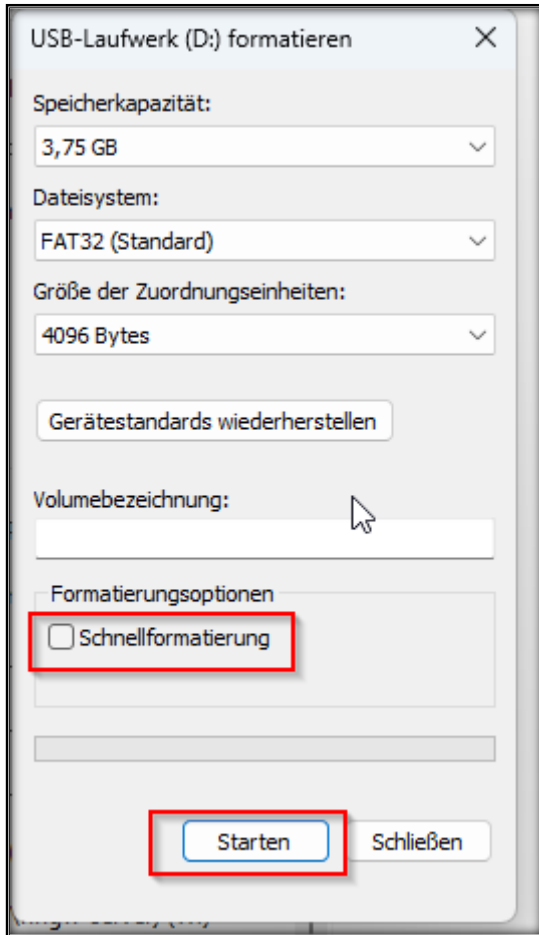 USB-Laufwerk (D:) formatieren
Speicherkapazität:
3,75 GB
Dateisystem:
FAT32 (Standard)
Größe der Zuordnungseinheiten:
4096 Bytes
Gerätestandards wiederherstellen
Volumebezeichnung:
Formatierungsoptionen
Schnellformatierung
Starten Schließen